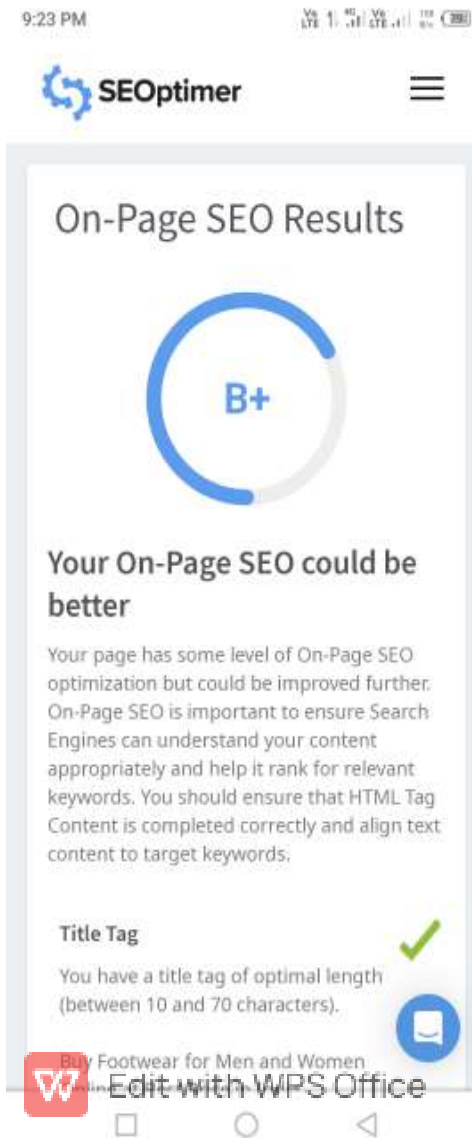 9:23 PM
SEOptimer
On-Page SEO Results
B+
Your On-Page SEO could be
better
Your page has some level of On-Page SEO
optimization but could be improved further.
On-Page SEO is important to ensure Search
Engines can understand your content
appropriately and help it rank for relevant
keywords. You should ensure that HTML Tag
Content is completed correctly and align text
content to target keywords.
Title Tag
You have a title tag of optimal length
(between 10 and 70 characters).
Buy Footwear for Men and Women
Edit with WPS Office